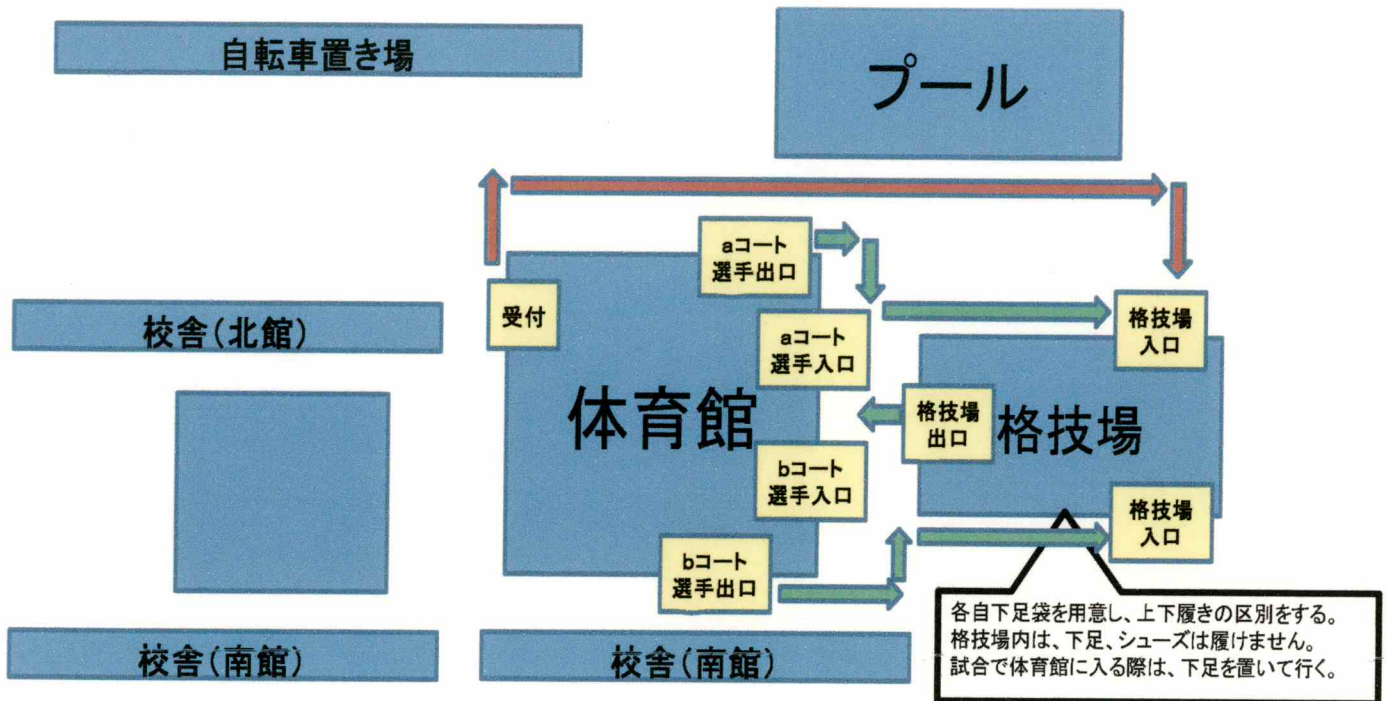 自転車置き場
プール
aコート
選手出口
受付
aコート
選手入口
格技場
入口
校舎(北館)
体育館
格技場
出口
格技場
bコート
選手入口
格技場
入口
bコート
選手出口
各自下足袋を用意し、上下履きの区別をする。
格技場内は、下足、シューズは履けません。
試合で体育館に入る際は、下足を置いて行く。
校舎(南館)
校舎(南館)